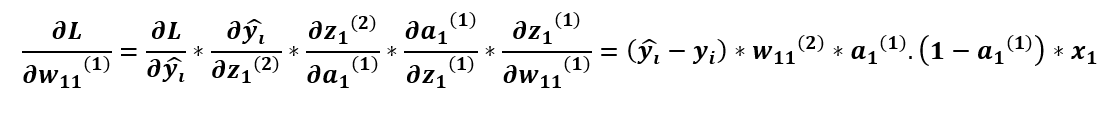 ∂L/∂w₁₁⁽¹⁾ = ∂L/∂ŷᵢ * ∂ŷᵢ/∂z₁⁽²⁾ * ∂z₁⁽²⁾/∂a₁⁽¹⁾ * ∂a₁⁽¹⁾/∂z₁⁽¹⁾ * ∂z₁⁽¹⁾/∂w₁₁⁽¹⁾ = (ŷᵢ − yᵢ) * w₁₁⁽²⁾ * a₁⁽¹⁾.(1 − a₁⁽¹⁾) * x₁